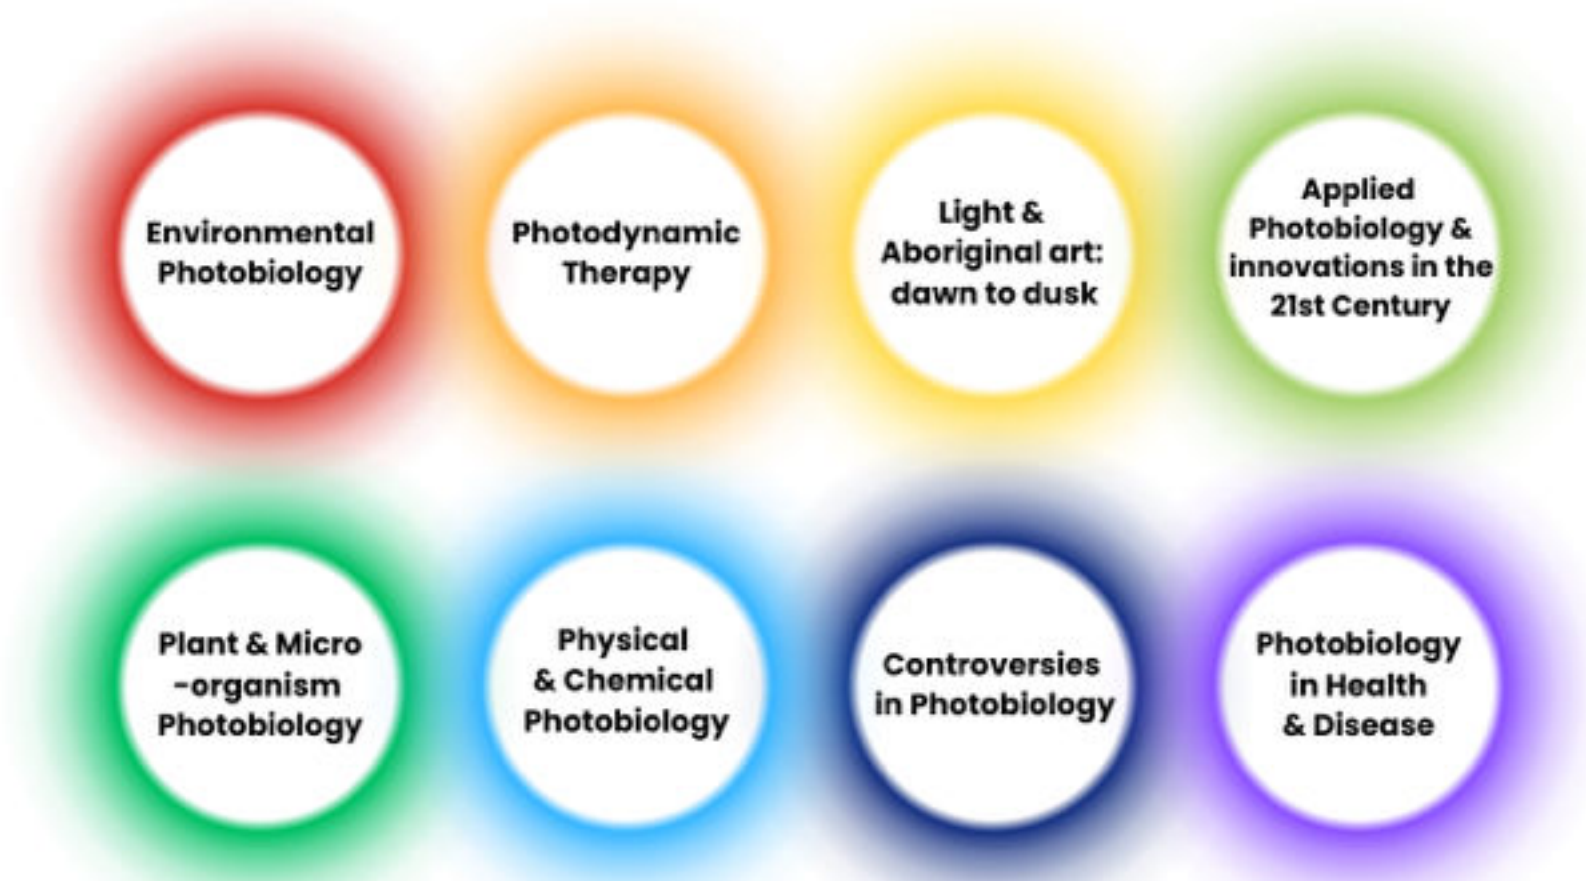 Environmental
Photobiology
Photodynamic
Therapy
Light &
Aboriginal art:
dawn to dusk
Applied
Photobiology &
innovations in the
21st Century
Plant & Micro
-organism
Photobiology
Physical
& Chemical
Photobiology
Controversies
in Photobiology
Photobiology
in Health
& Disease